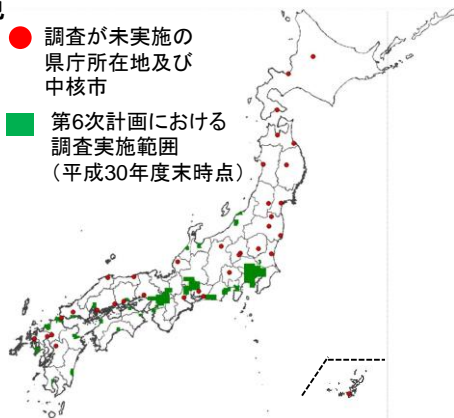 調査が未実施の
県庁所在地及び
中核市
第6次計画における
調査実施範囲
（平成30年度末時点）